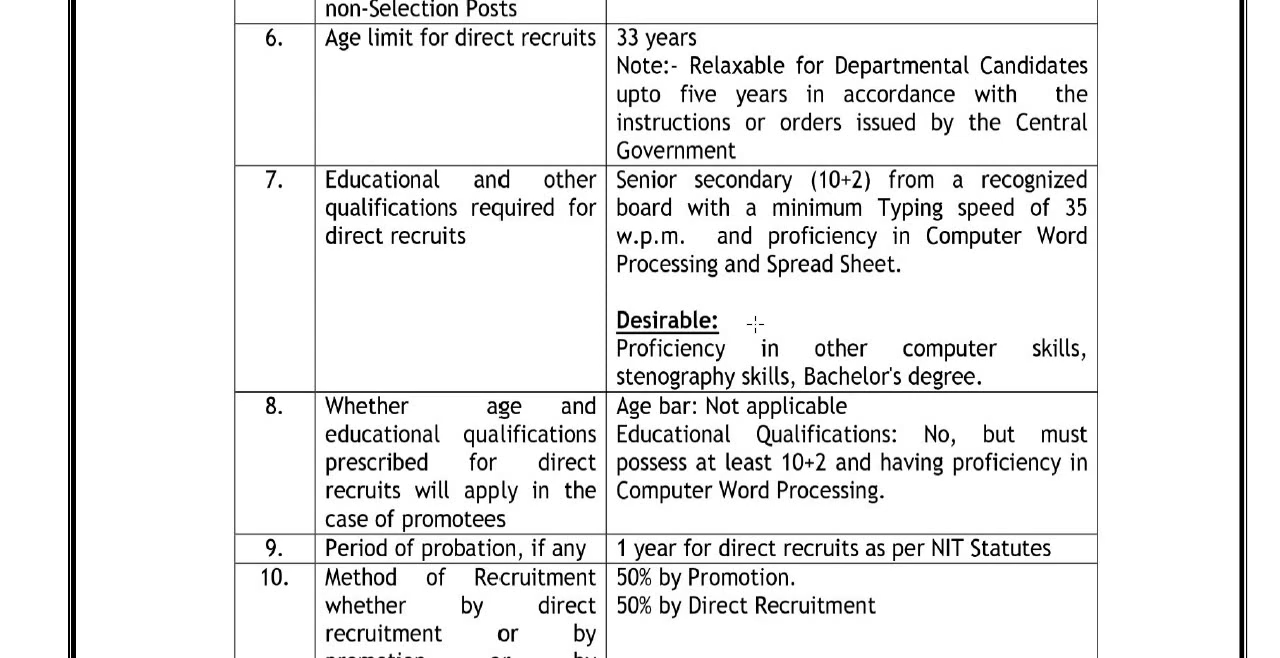 non-Selection Posts
6. Age limit for direct recruits 33 years
Note:- Relaxable for Departmental Candidates
upto five years in accordance with the
instructions or orders issued by the Central
Government
7. Educational and other Senior secondary (10+2) from a recognized
qualifications required for board with a minimum Typing speed of 35
direct recruits w.p.m. and proficiency in Computer Word
Processing and Spread Sheet.
Desirable:
Proficiency in other computer skills,
stenography skills, Bachelor's degree.
8. Whether age and Age bar: Not applicable
educational qualifications Educational Qualifications: No, but must
prescribed for direct possess at least 10+2 and having proficiency in
recruits will apply in the Computer Word Processing.
case of promotees
9. Period of probation, if any 1 year for direct recruits as per NIT Statutes
10. Method of Recruitment 50% by Promotion.
whether by direct 50% by Direct Recruitment
recruitment or by